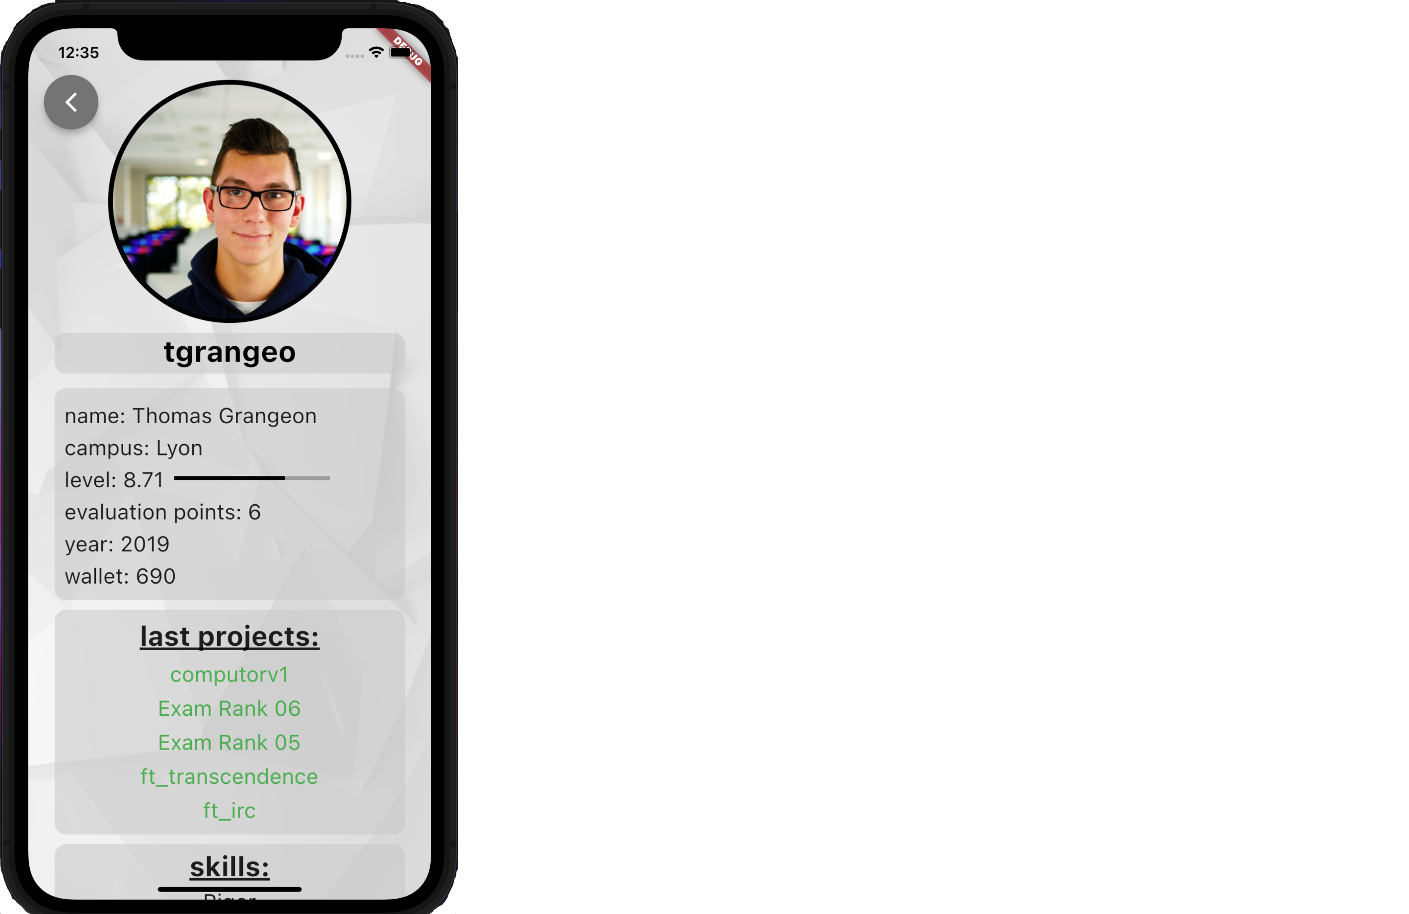 12:35
DEBUG
tgrangeo
name: Thomas Grangeon
campus: Lyon
level: 8.71
evaluation points: 6
year: 2019
wallet: 690
last projects:
computorv1
Exam Rank 06
Exam Rank 05
ft_transcendence
ft_irc
skills:
Rigor